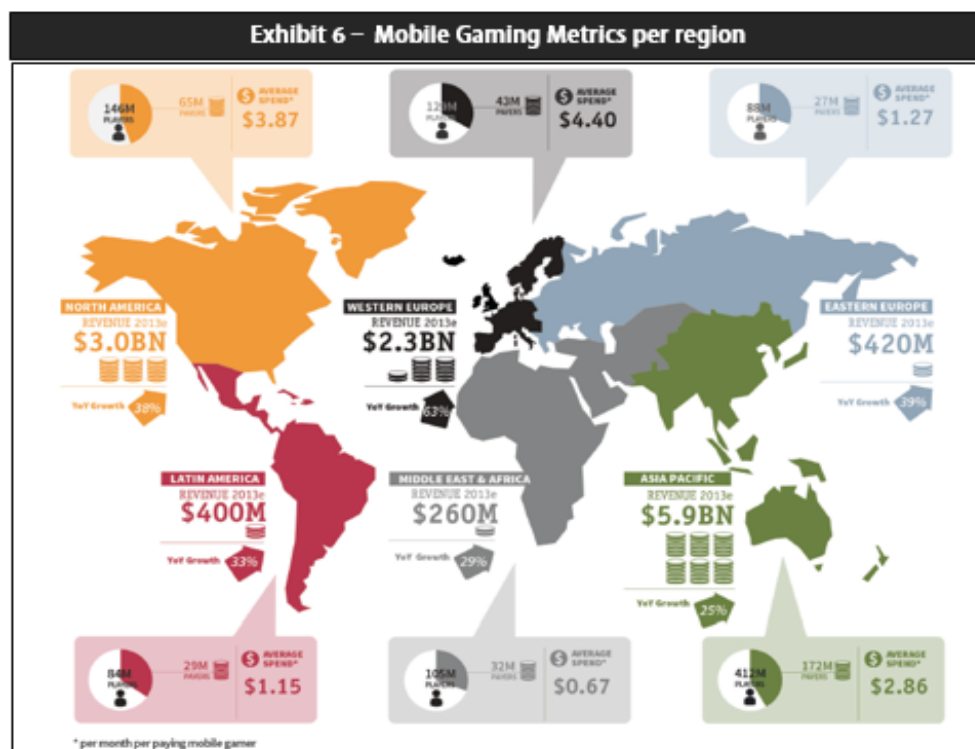 Exhibit 6 – Mobile Gaming Metrics per region
146M
PLAYERS
65M
PAYERS
AVERAGE
SPEND*
$3.87
PLAYERS
43M
PAYERS
AVERAGE
SPEND*
$4.40
88M
PLAYERS
27M
PAYERS
AVERAGE
SPEND*
$1.27
NORTH AMERICA
REVENUE 2013e
$3.0BN
YoY Growth 38%
WESTERN EUROPE
REVENUE 2013e
$2.3BN
YoY Growth 63%
EASTERN EUROPE
REVENUE 2013e
$420M
YoY Growth 39%
LATIN AMERICA
REVENUE 2013e
$400M
YoY Growth 33%
MIDDLE EAST & AFRICA
REVENUE 2013e
$260M
YoY Growth 29%
ASIA PACIFIC
REVENUE 2013e
$5.9BN
YoY Growth 25%
84M
PLAYERS
29M
PAYERS
AVERAGE
SPEND*
$1.15
105M
PLAYERS
32M
PAYERS
AVERAGE
SPEND*
$0.67
412M
PLAYERS
172M
PAYERS
AVERAGE
SPEND*
$2.86
* per month per paying mobile gamer